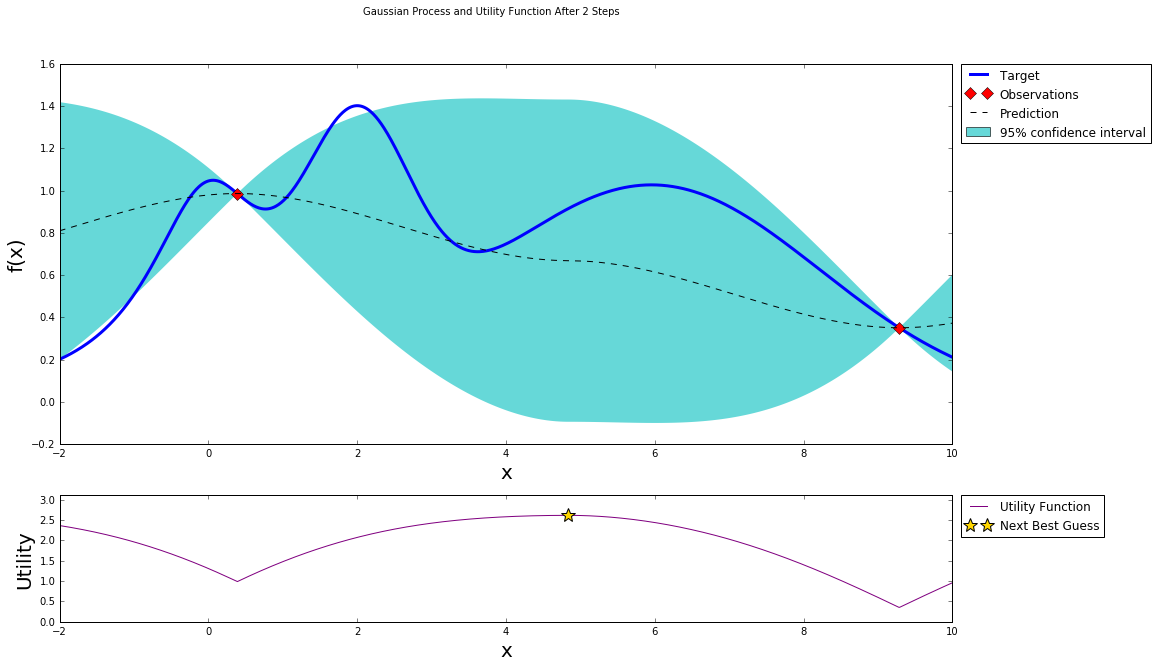 Gaussian Process and Utility Function After 2 Steps
1.6
1.4
1.2
1.0
0.8
0.6
0.4
0.2
0.0
−0.2
f(x)
−2 0 2 4 6 8 10
x
Target
Observations
Prediction
95% confidence interval
3.0
2.5
2.0
1.5
1.0
0.5
0.0
Utility
−2 0 2 4 6 8 10
x
Utility Function
Next Best Guess